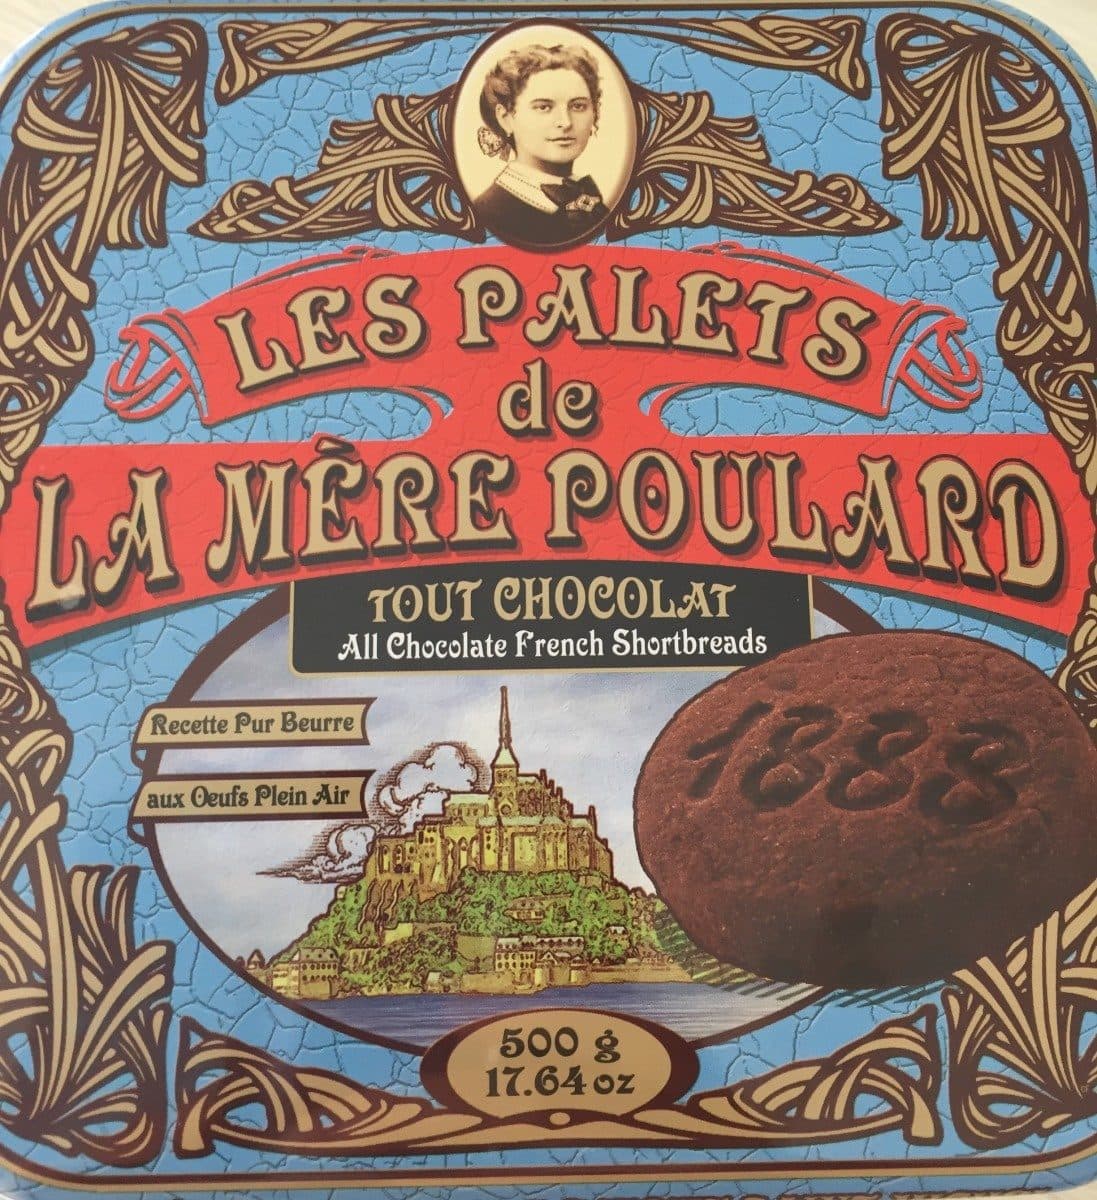 LES PALETS
de
LA MÈRE POULARD
TOUT CHOCOLAT
All Chocolate French Shortbreads
Recette Pur Beurre
aux Oeufs Plein Air
1888
500 g
17.64 oz